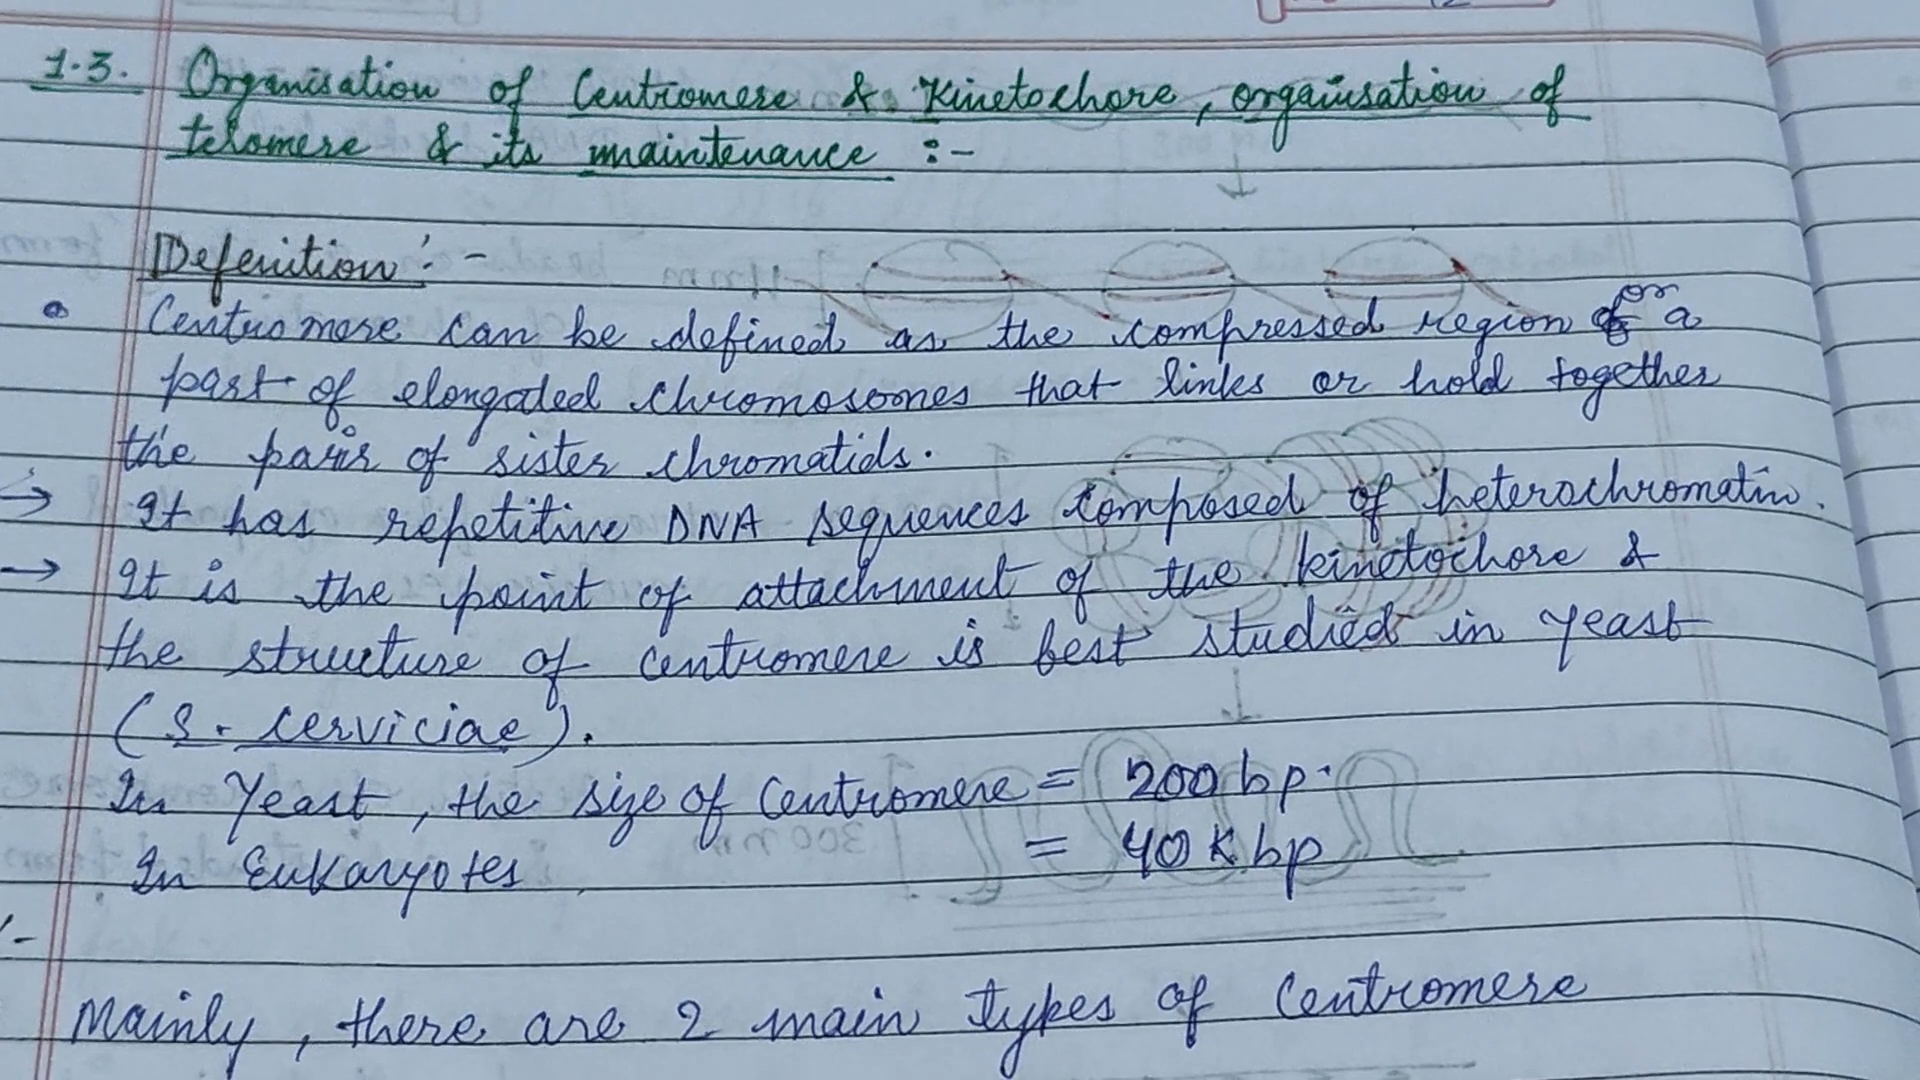 1.3. Organisation of Centromere & Kinetochore, organisation of
telomere & its maintenance :-
Defenition :-
Centromere can be defined as the compressed region or a
part of elongated chromosomes that links or hold together
the pairs of sister chromatids.
→ It has repetitive DNA sequences composed of heterochromatin.
→ It is the point of attachment of the kinetochore &
the structure of centromere is best studied in yeast
(S. cerviciae).
In Yeast, the size of Centromere = 200 bp.
In Eukaryotes = 40 K bp
Mainly, there are 2 main types of Centromere